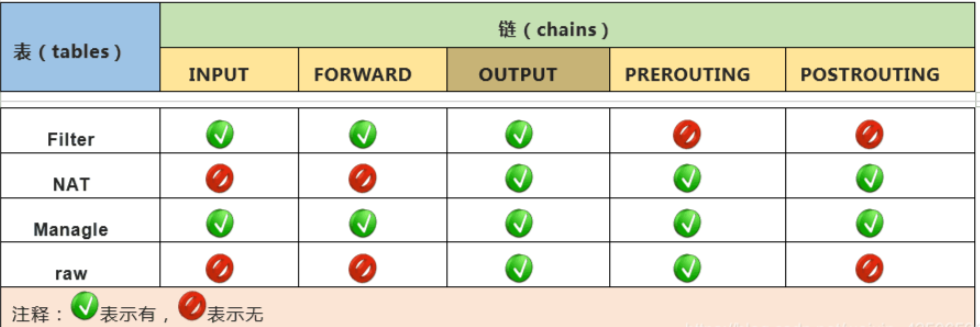 表（tables）
链（chains）
INPUT FORWARD OUTPUT PREROUTING POSTROUTING
Filter
NAT
Managle
raw
注释：表示有，表示无